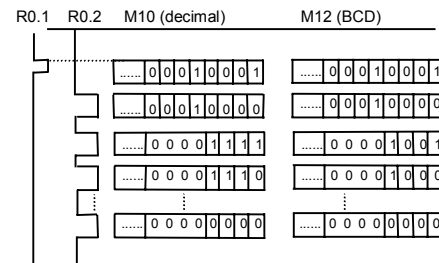 R0.1 R0.2 M10 (decimal) M12 (BCD)
...... 0 0 0 1 0 0 0 1 ...... 0 0 0 1 0 0 0 1
...... 0 0 0 1 0 0 0 0 ...... 0 0 0 1 0 0 0 0
...... 0 0 0 0 1 1 1 1 ...... 0 0 0 0 1 0 0 1
...... 0 0 0 0 1 1 1 0 ...... 0 0 0 0 1 0 0 0
...... 0 0 0 0 0 0 0 0 ...... 0 0 0 0 0 0 0 0